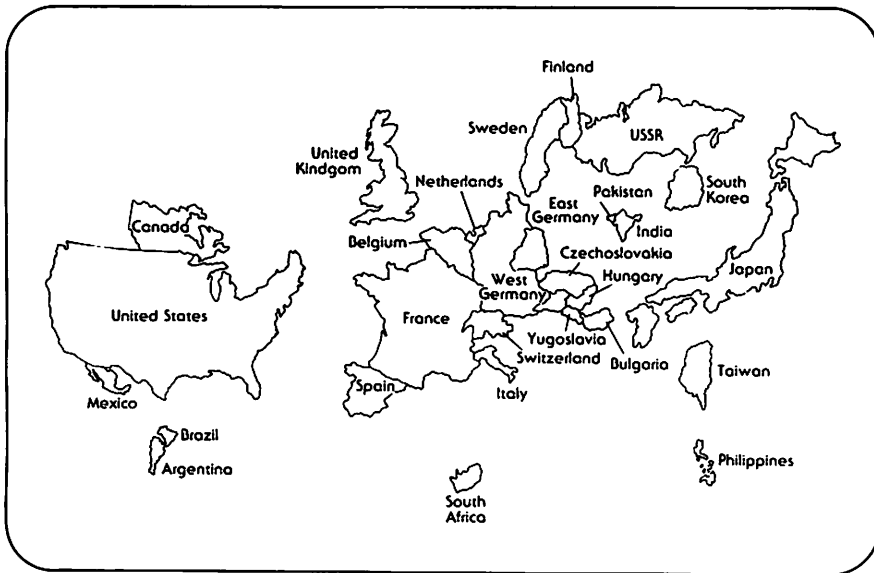 Finland
Sweden
USSR
United
Kindgom
Netherlands
Pakistan
South
Korea
East
Germany
India
Canada
Belgium
Czechoslovakia
Hungary
Japan
United States
France
West
Germany
Yugoslavia
Switzerland
Bulgaria
Taiwan
Mexico
Spain
Italy
Brazil
Argentina
Philippines
South
Africa